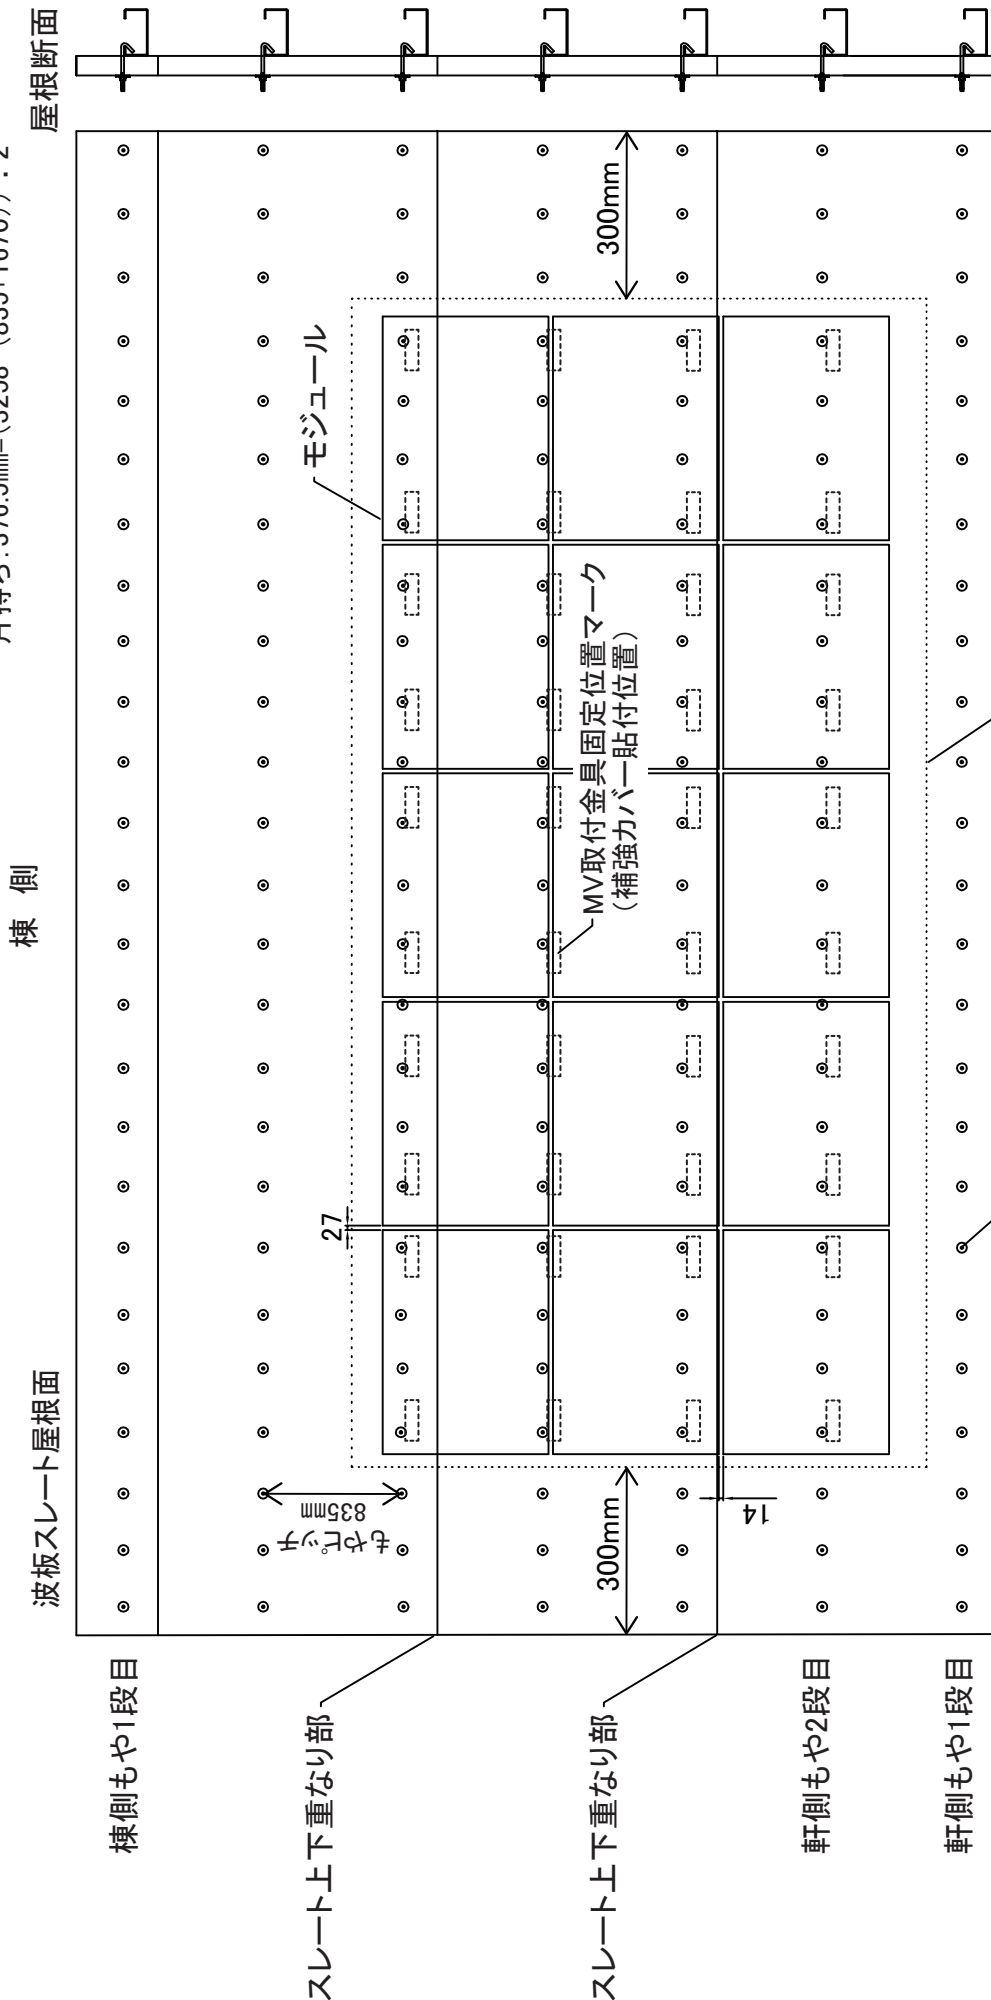 棟 側
波板スレート屋根面
屋根断面
棟側もや1段目
スレート上下重なり部
もやピッチ
835mm
27
モジュール
スレート上下重なり部
300mm
300mm
MV取付金具固定位置マーク
（補強カバー貼付位置）
14
軒側もや2段目
軒側もや1段目